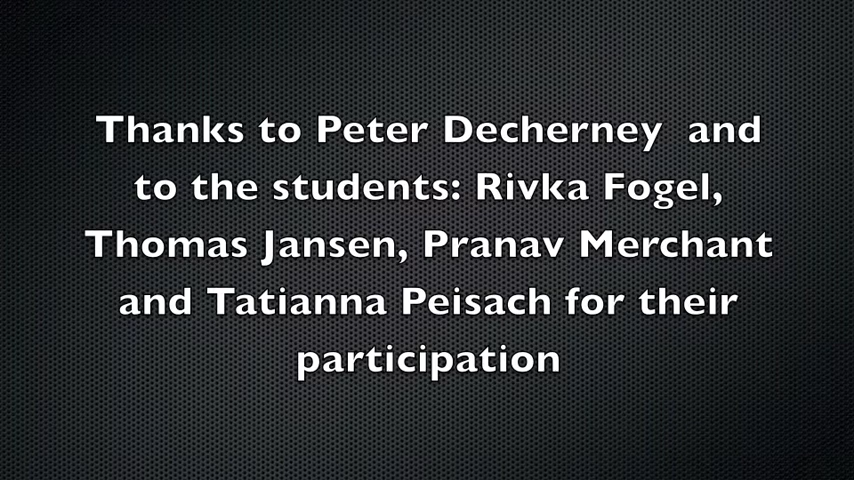 Thanks to Peter Decherney  and
to the students: Rivka Fogel,
Thomas Jansen, Pranav Merchant
and Tatianna Peisach for their
participation